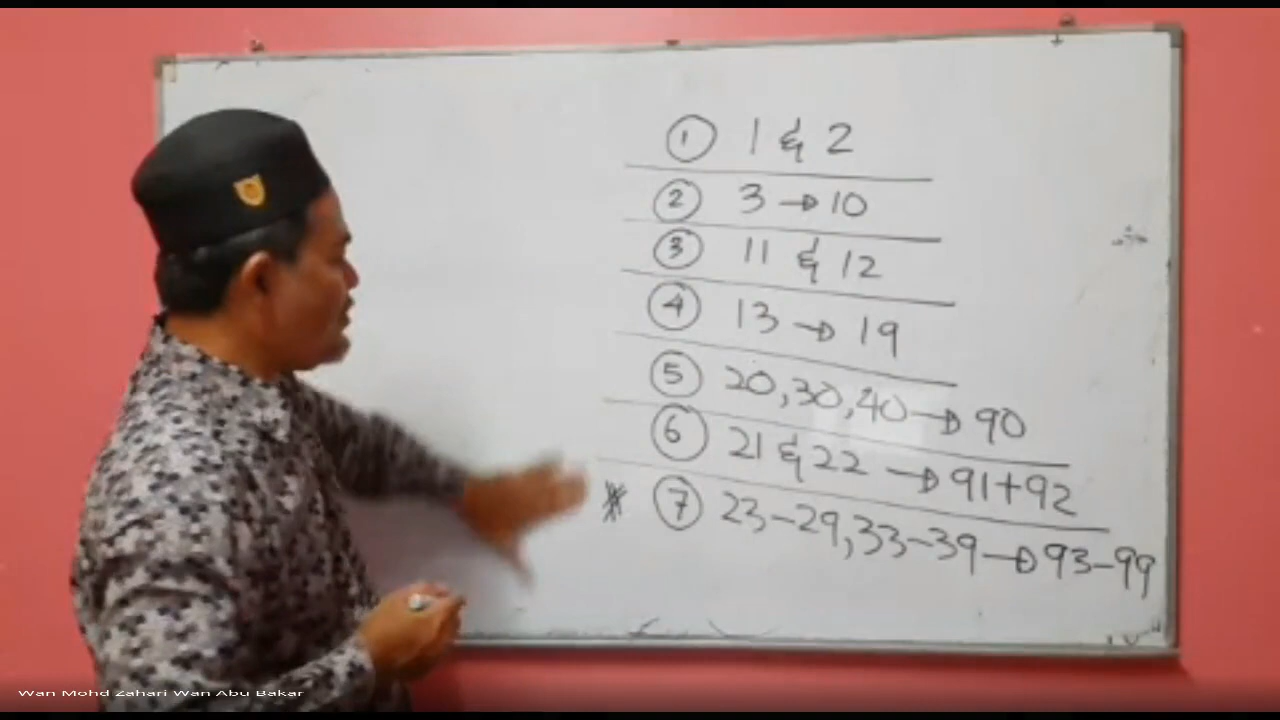 ① 1 & 2
② 3 → 10
③ 11 & 12
④ 13 → 19
⑤ 20,30,40 → 90
⑥ 21 & 22 → 91+92
* ⑦ 23-29,33-39 → 93-99
Wan Mohd Zahari Wan Abu Bakar